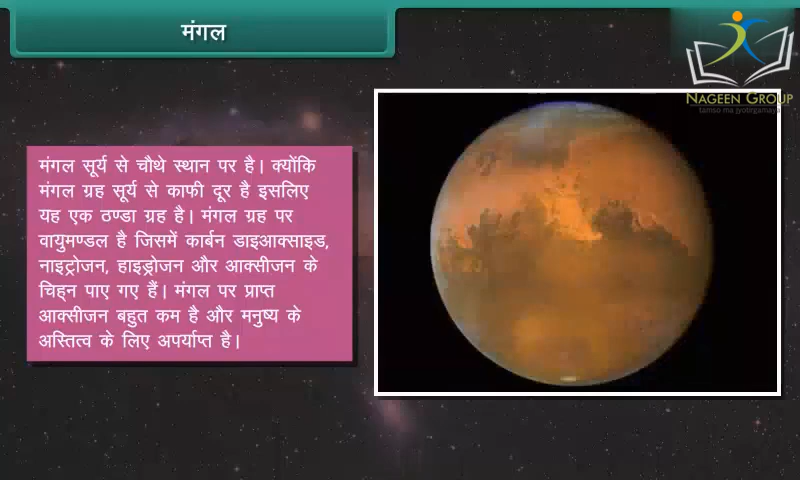 मंगल
NAGEEN GROUP
tamso ma jyotirgamaya
मंगल सूर्य से चौथे स्थान पर है। क्योंकि
मंगल ग्रह सूर्य से काफी दूर है इसलिए
यह एक ठण्डा ग्रह है। मंगल ग्रह पर
वायुमण्डल है जिसमें कार्बन डाइआक्साइड,
नाइट्रोजन, हाइड्रोजन और आक्सीजन के
चिह्न पाए गए हैं। मंगल पर प्राप्त
आक्सीजन बहुत कम है और मनुष्य के
अस्तित्व के लिए अपर्याप्त है।